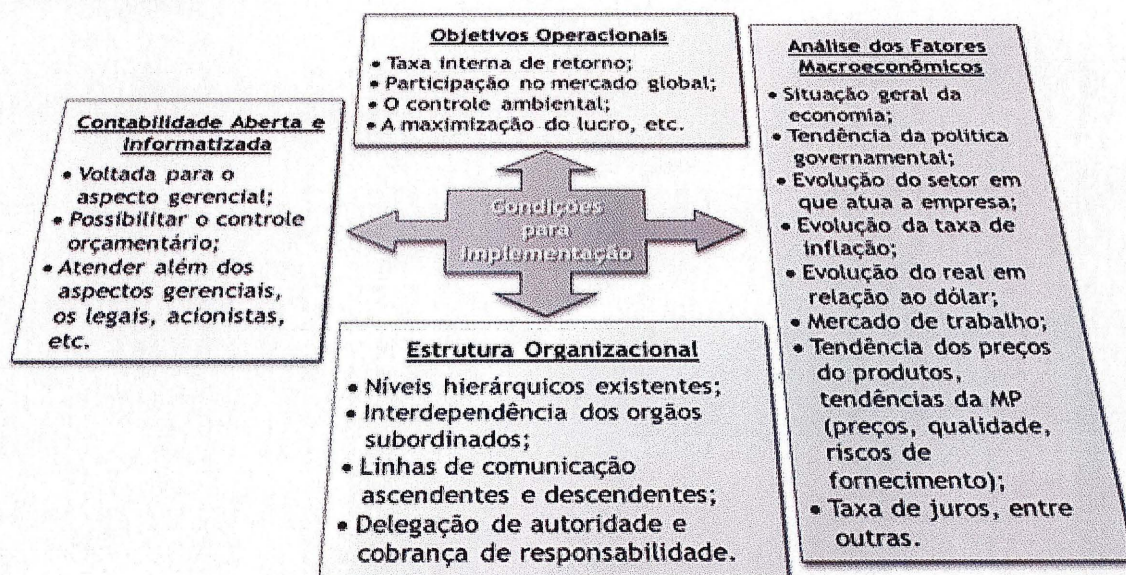 Objetivos Operacionais
• Taxa interna de retorno;
• Participação no mercado global;
• O controle ambiental;
• A maximização do lucro, etc.
Contabilidade Aberta e
Informatizada
• Voltada para o
aspecto gerencial;
• Possibilitar o controle
orçamentário;
• Atender além dos
aspectos gerenciais,
os legais, acionistas,
etc.
Condições
para
Implementação
Análise dos Fatores
Macroeconômicos
• Situação geral da
economia;
• Tendência da política
governamental;
• Evolução do setor em
que atua a empresa;
• Evolução da taxa de
inflação;
• Evolução do real em
relação ao dólar;
• Mercado de trabalho;
• Tendência dos preços
do produtos,
tendências da MP
(preços, qualidade,
riscos de
fornecimento);
• Taxa de juros, entre
outras.
Estrutura Organizacional
• Níveis hierárquicos existentes;
• Interdependência dos orgãos
subordinados;
• Linhas de comunicação
ascendentes e descendentes;
• Delegação de autoridade e
cobrança de responsabilidade.